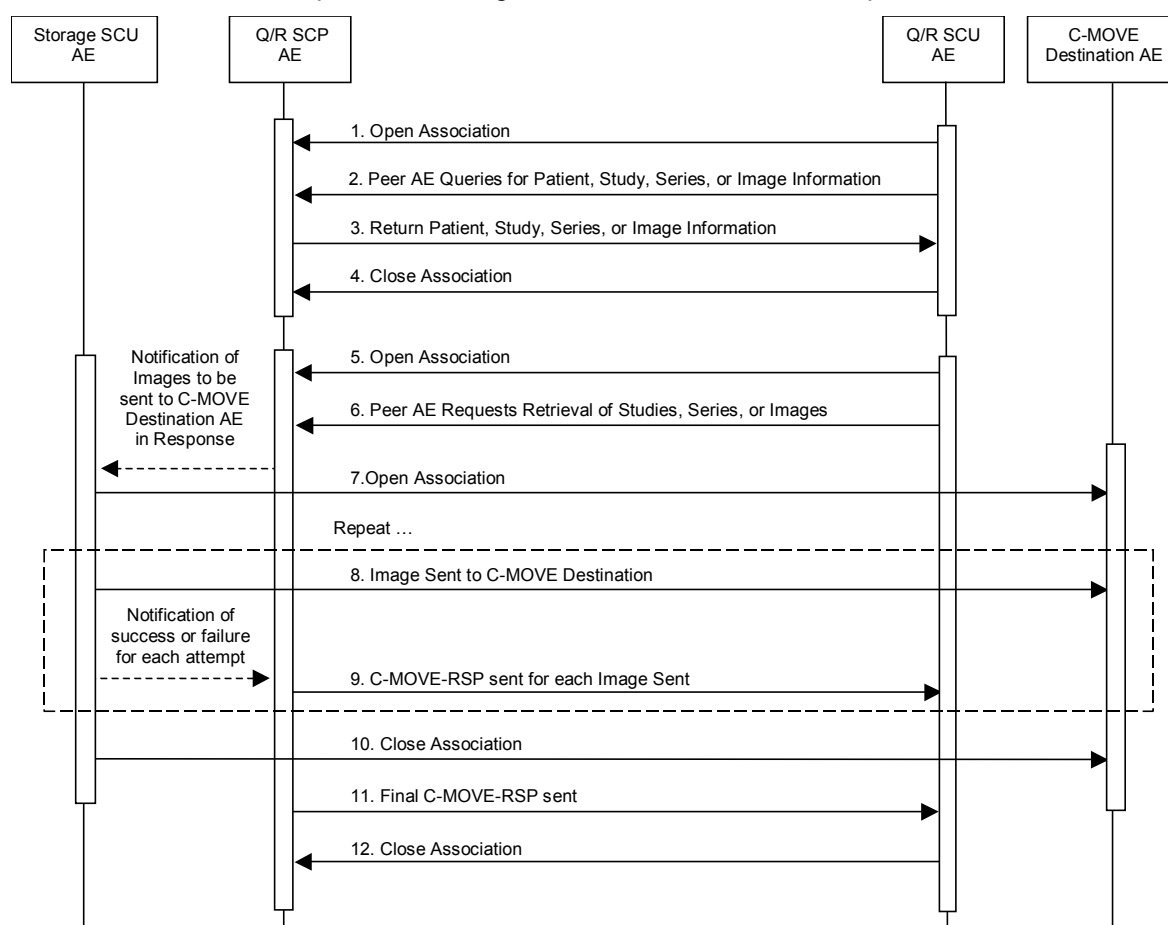 Storage SCU
AE
Q/R SCP
AE
Q/R SCU
AE
C-MOVE
Destination AE
1. Open Association
2. Peer AE Queries for Patient, Study, Series, or Image Information
3. Return Patient, Study, Series, or Image Information
4. Close Association
Notification of
Images to be
sent to C-MOVE
Destination AE
in Response
5. Open Association
6. Peer AE Requests Retrieval of Studies, Series, or Images
7.Open Association
Repeat …
8. Image Sent to C-MOVE Destination
Notification of
success or failure
for each attempt
9. C-MOVE-RSP sent for each Image Sent
10. Close Association
11. Final C-MOVE-RSP sent
12. Close Association